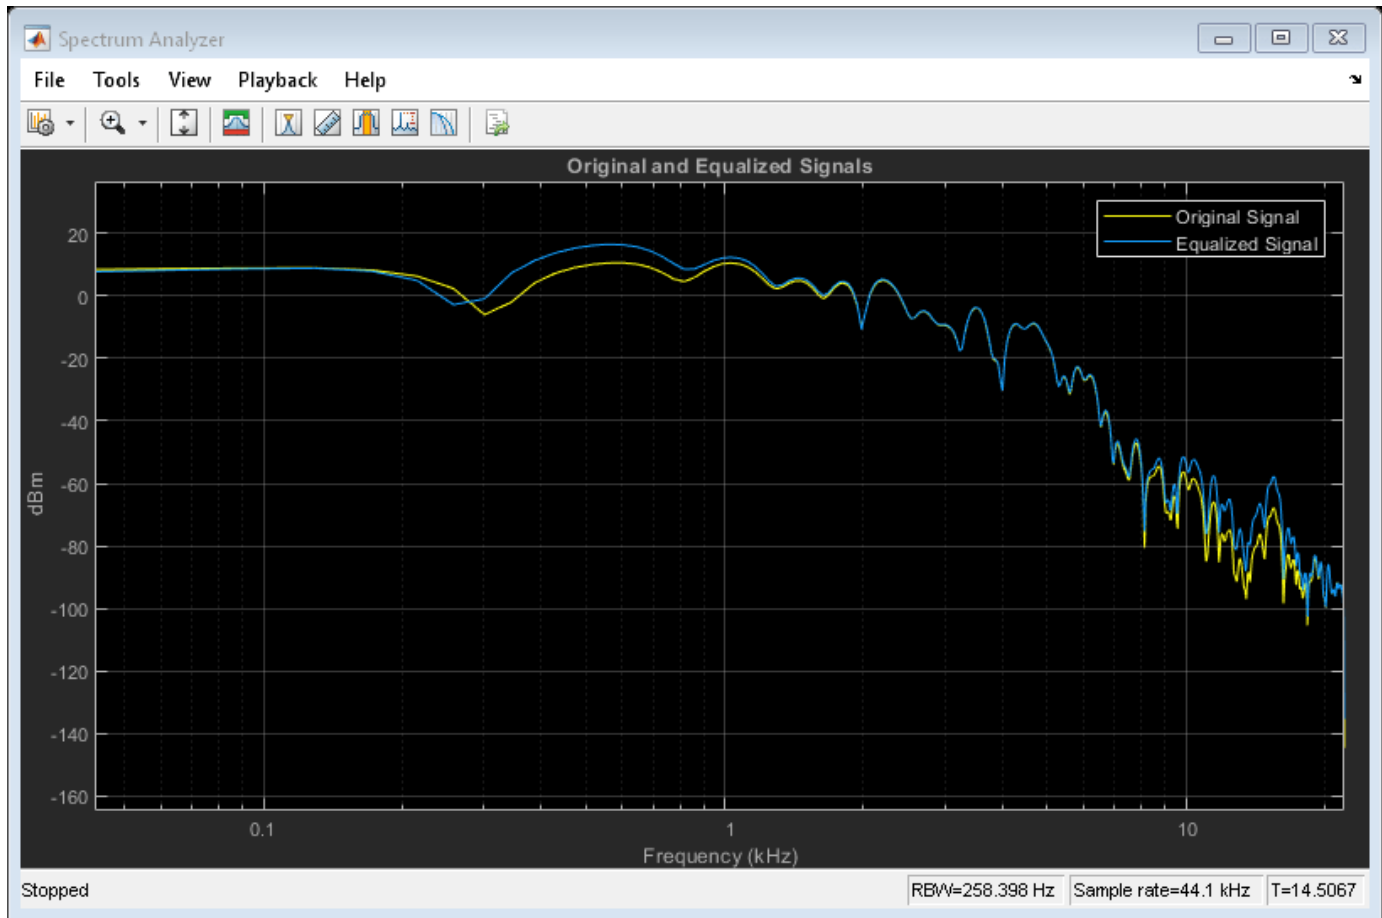 Spectrum Analyzer
File Tools View Playback Help
Original and Equalized Signals
Original Signal
Equalized Signal
20
0
-20
-40
-60
-80
-100
-120
-140
-160
dBm
0.1 1 10
Frequency (kHz)
Stopped RBW=258.398 Hz Sample rate=44.1 kHz T=14.5067